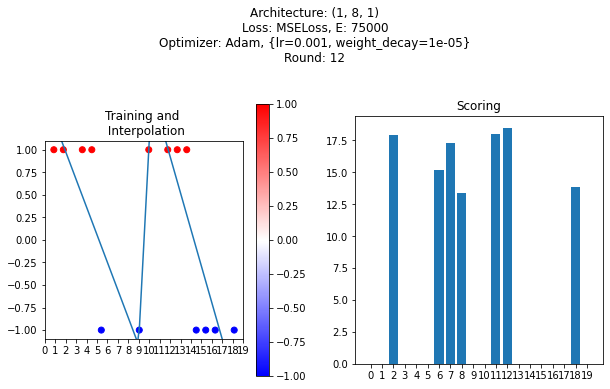 Architecture: (1, 8, 1)
Loss: MSELoss, E: 75000
Optimizer: Adam, {lr=0.001, weight_decay=1e-05}
Round: 12
Training and
Interpolation
1.00
0.75
0.50
0.25
0.00
−0.25
−0.50
−0.75
−1.00
0 1 2 3 4 5 6 7 8 9 10 11 12 13 14 15 16 17 18 19
1.00
0.75
0.50
0.25
0.00
−0.25
−0.50
−0.75
−1.00
Scoring
17.5
15.0
12.5
10.0
7.5
5.0
2.5
0.0
0 1 2 3 4 5 6 7 8 9 10 11 12 13 14 15 16 17 18 19